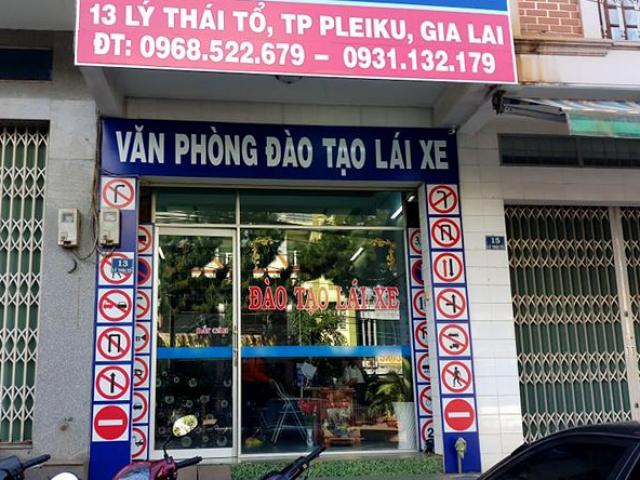 13 LÝ THÁI TỔ, TP PLEIKU, GIA LAI
ĐT: 0968.522.679 – 0931.132.179
VĂN PHÒNG ĐÀO TẠO LÁI XE
15
13
ĐÀO TẠO LÁI XE